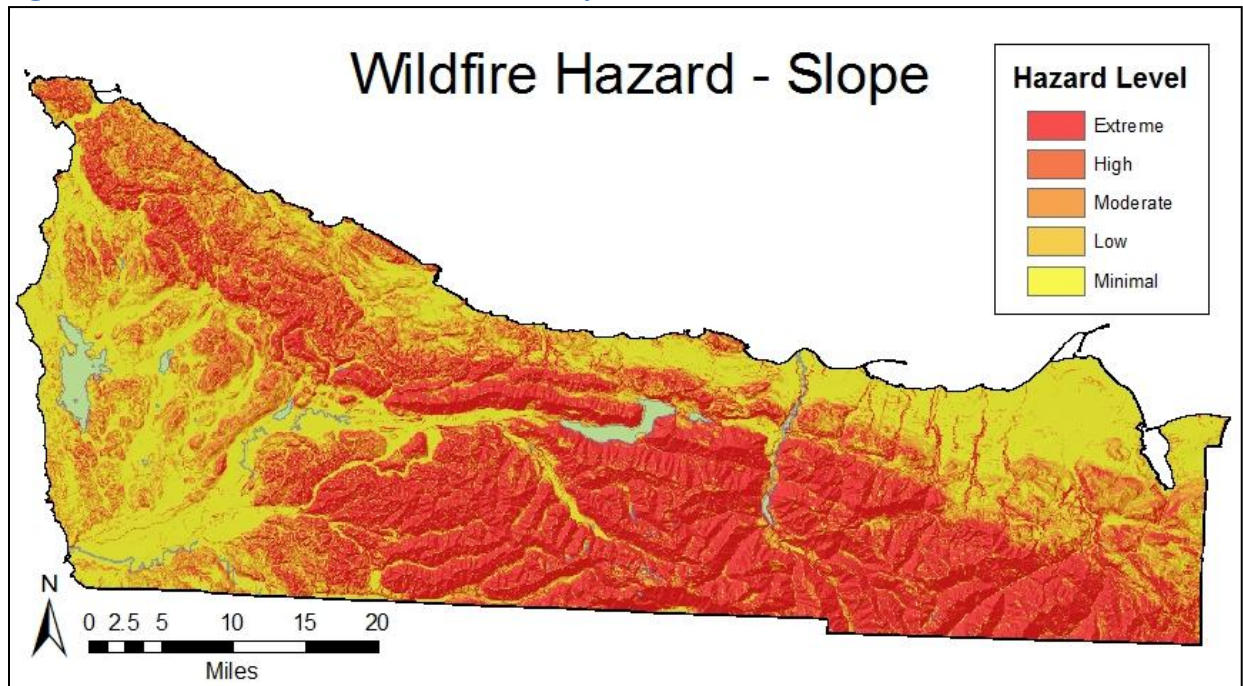 Wildfire Hazard - Slope
Hazard Level
Extreme
High
Moderate
Low
Minimal
N
0 2.5 5 10 15 20
Miles